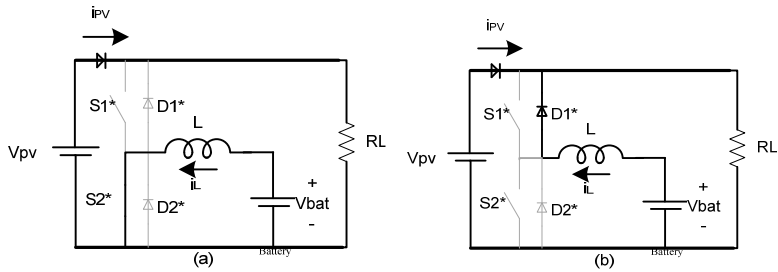 iPV
S1*
D1*
L
Vpv
RL
iL
S2*
D2*
+
Vbat
-
Battery
(a)
iPV
S1*
D1*
L
Vpv
RL
iL
S2*
D2*
+
Vbat
-
Battery
(b)